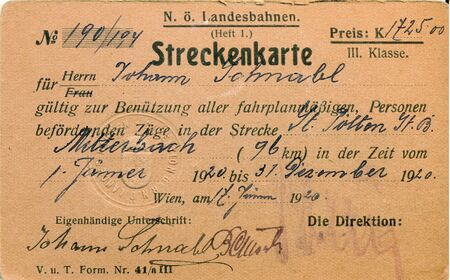 N. ö. Landesbahnen.
№ 190/194 (Heft 1.) Preis: K 1725.00
Streckenkarte III. Klasse.
für Herrn Frau Johann Schnabl
gültig zur Benützung aller fahrplanmäßigen, Personen
befördernden Züge in der Strecke, St. Pölten St. B.
Mitterbach (96 km) in der Zeit vom
1. Jänner 1920 bis 31. Dezember 1920.
Wien, am 17. Jänner 1920.
Eigenhändige Unterschrift: Die Direktion:
Johann Schnabl
V. u. T. Form. Nr. 41/a III